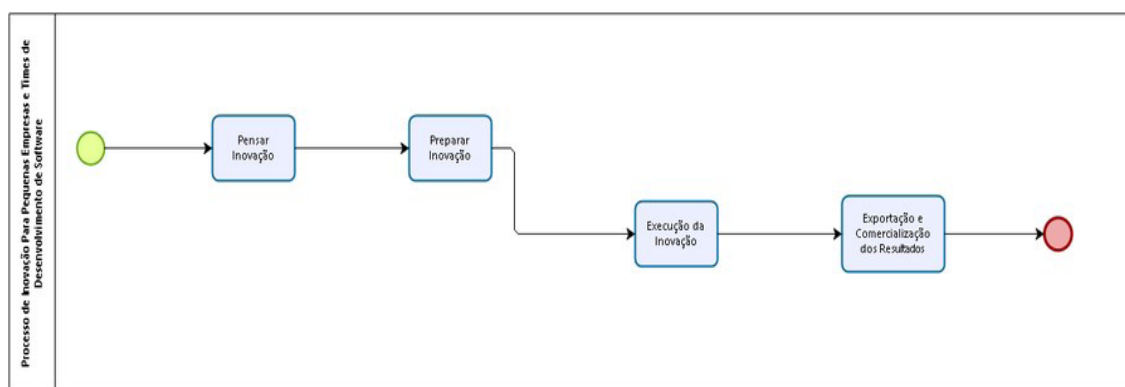 Processo de Inovação Para Pequenas Empresas e Times de
Desenvolvimento de Software
Pensar
Inovação
Preparar
Inovação
Execução da
Inovação
Exportação e
Comercialização
dos Resultados